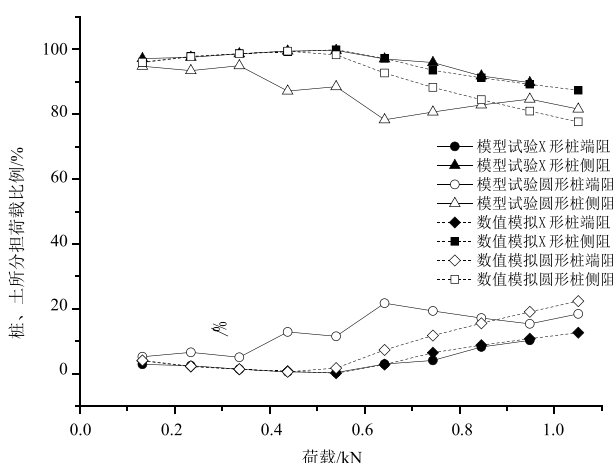 100
80
60
40
20
0
桩、土所分担荷载比例/%
/%
模型试验X 形桩端阻
模型试验X 形桩侧阻
模型试验圆形桩端阻
模型试验圆形桩侧阻
数值模拟X 形桩端阻
数值模拟X 形桩侧阻
数值模拟圆形桩端阻
数值模拟圆形桩侧阻
0.0 0.2 0.4 0.6 0.8 1.0
荷载/kN